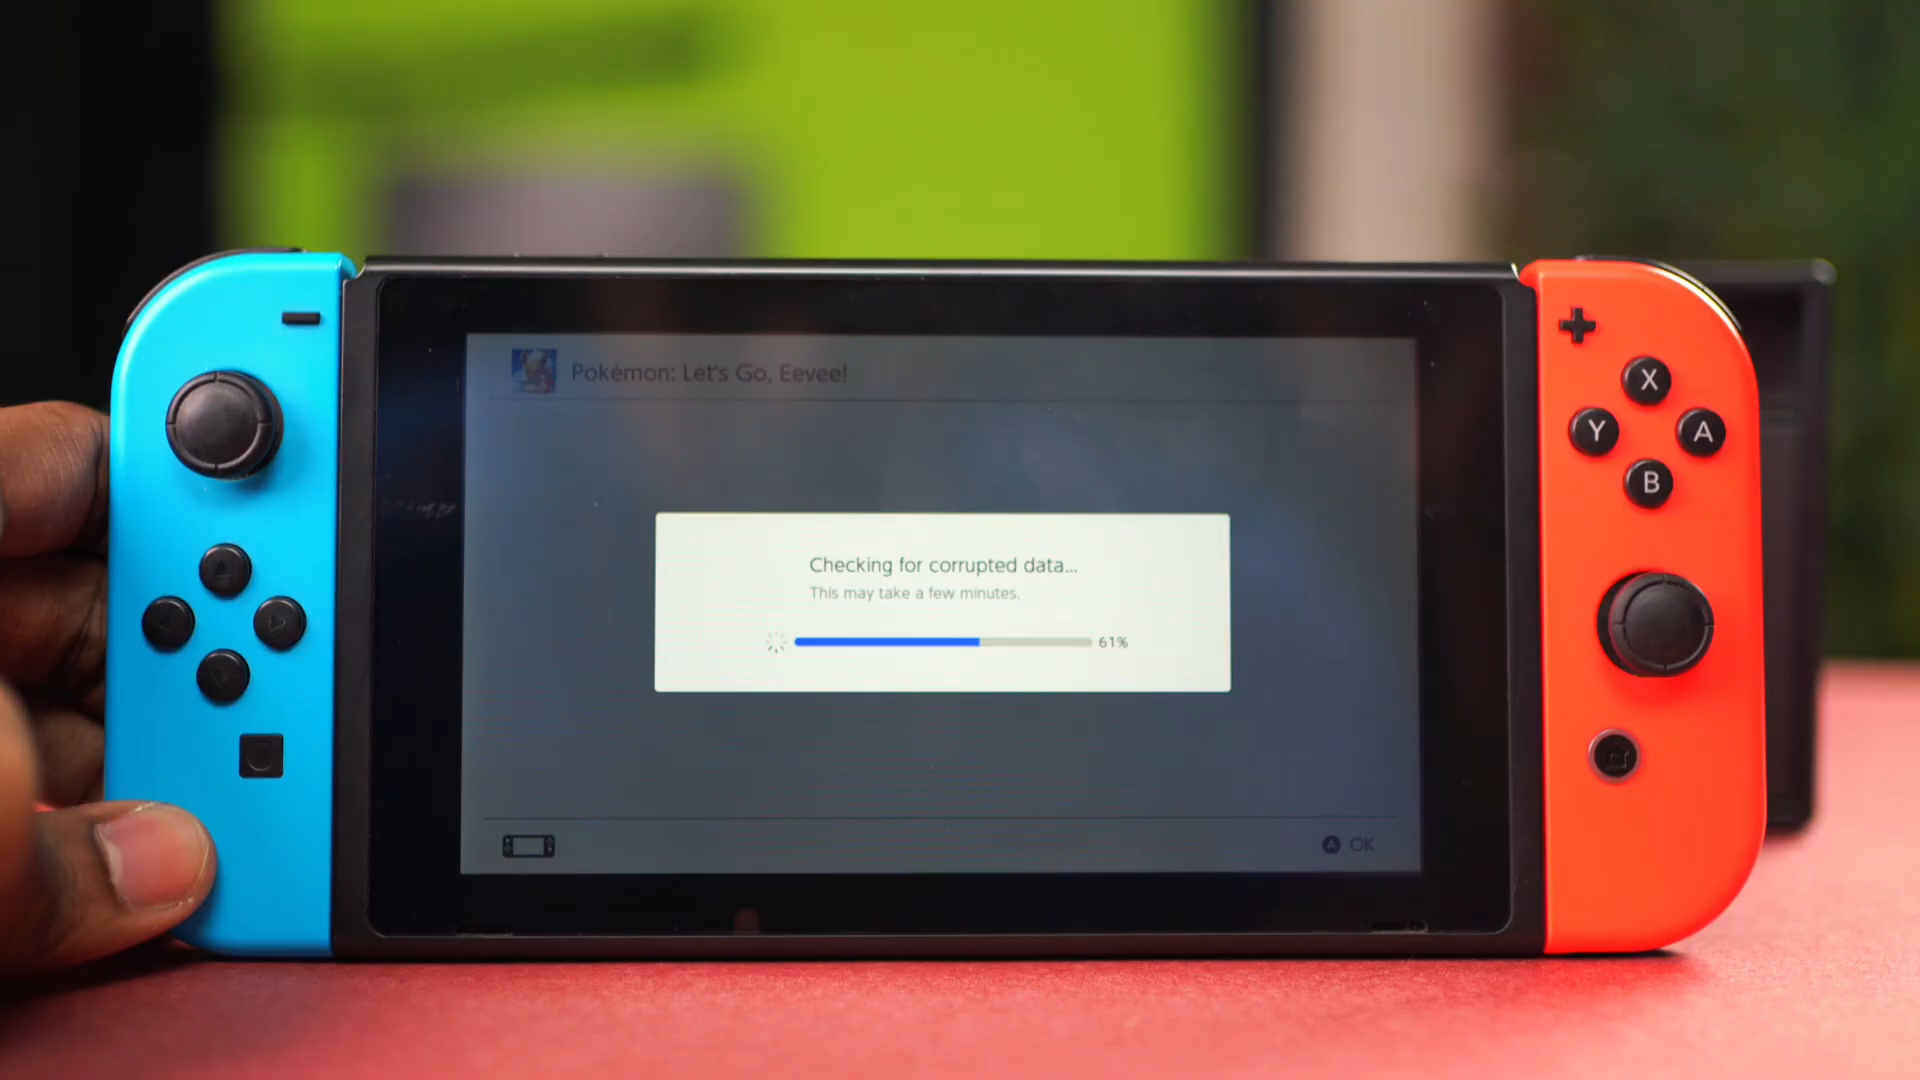 Pokémon: Let's Go, Eevee!
Checking for corrupted data...
This may take a few minutes.
61%
A OK
X
Y
A
B